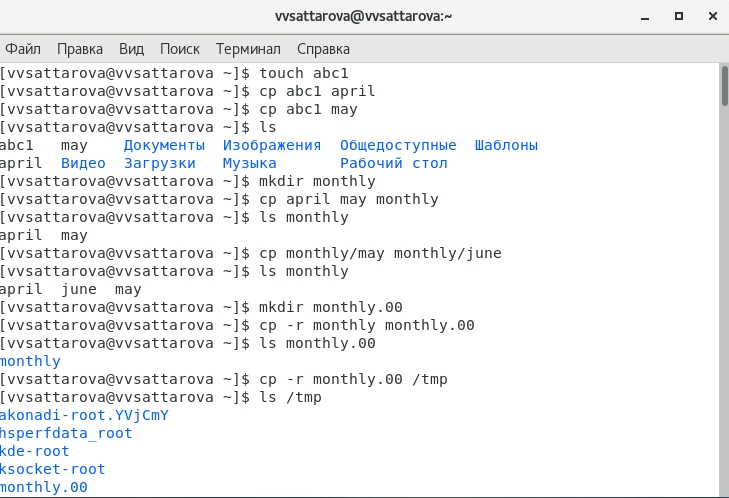 vvsattarova@vvsattarova:~
Файл Правка Вид Поиск Терминал Справка
[vvsattarova@vvsattarova ~]$ touch abc1
[vvsattarova@vvsattarova ~]$ cp abc1 april
[vvsattarova@vvsattarova ~]$ cp abc1 may
[vvsattarova@vvsattarova ~]$ ls
abc1 may Документы Изображения Общедоступные Шаблоны
april Видео Загрузки Музыка Рабочий стол
[vvsattarova@vvsattarova ~]$ mkdir monthly
[vvsattarova@vvsattarova ~]$ cp april may monthly
[vvsattarova@vvsattarova ~]$ ls monthly
april may
[vvsattarova@vvsattarova ~]$ cp monthly/may monthly/june
[vvsattarova@vvsattarova ~]$ ls monthly
april june may
[vvsattarova@vvsattarova ~]$ mkdir monthly.00
[vvsattarova@vvsattarova ~]$ cp -r monthly monthly.00
[vvsattarova@vvsattarova ~]$ ls monthly.00
monthly
[vvsattarova@vvsattarova ~]$ cp -r monthly.00 /tmp
[vvsattarova@vvsattarova ~]$ ls /tmp
akonadi-root.YVjCmY
hsperfdata_root
kde-root
ksocket-root
monthly.00